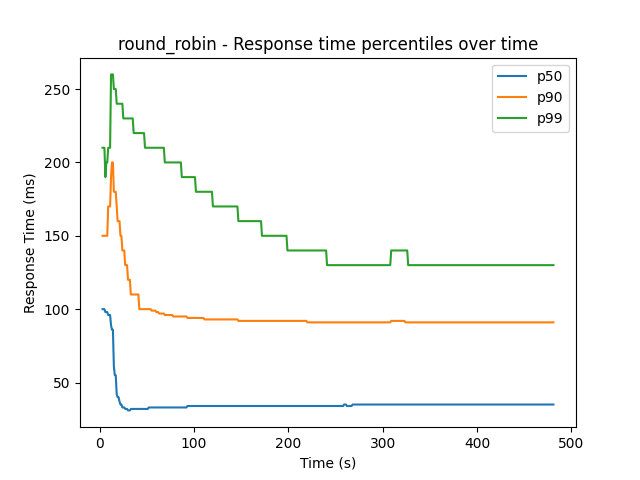 round_robin - Response time percentiles over time
p50
p90
p99
Response Time (ms)
250
200
150
100
50
0
100
200
300
400
500
Time (s)